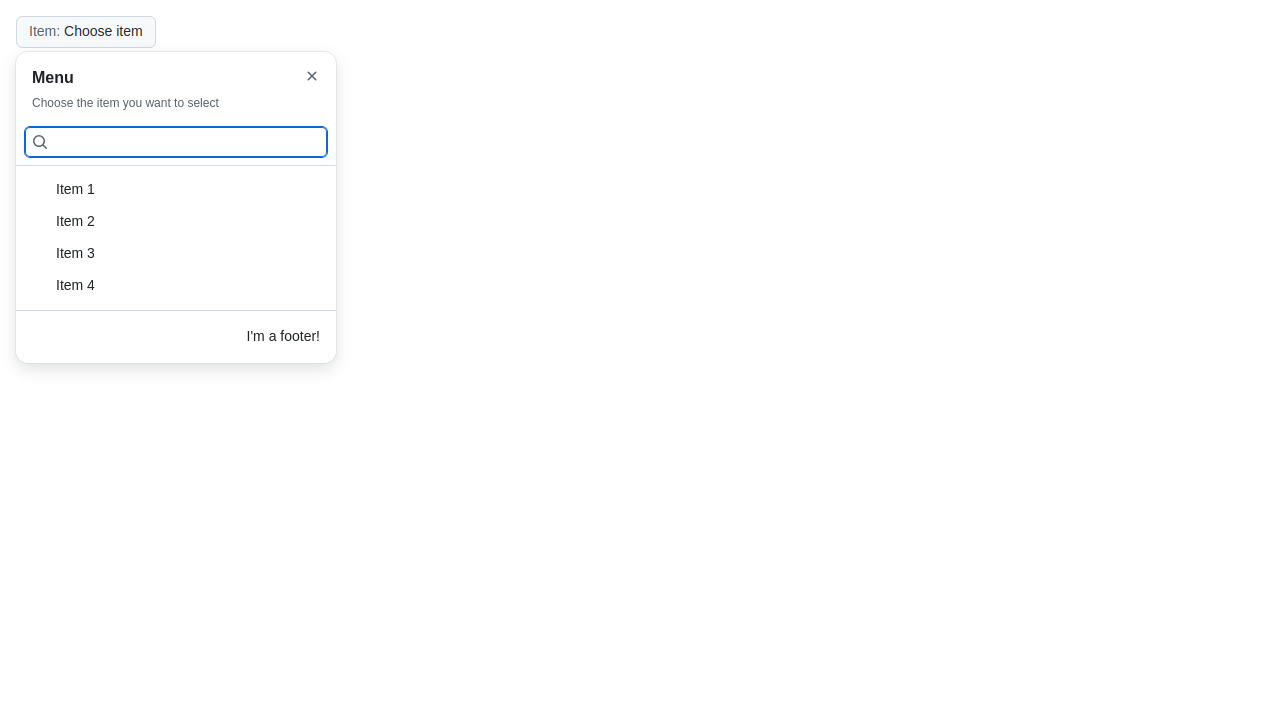 Item: Choose item
Menu
Choose the item you want to select
Item 1
Item 2
Item 3
Item 4
I'm a footer!